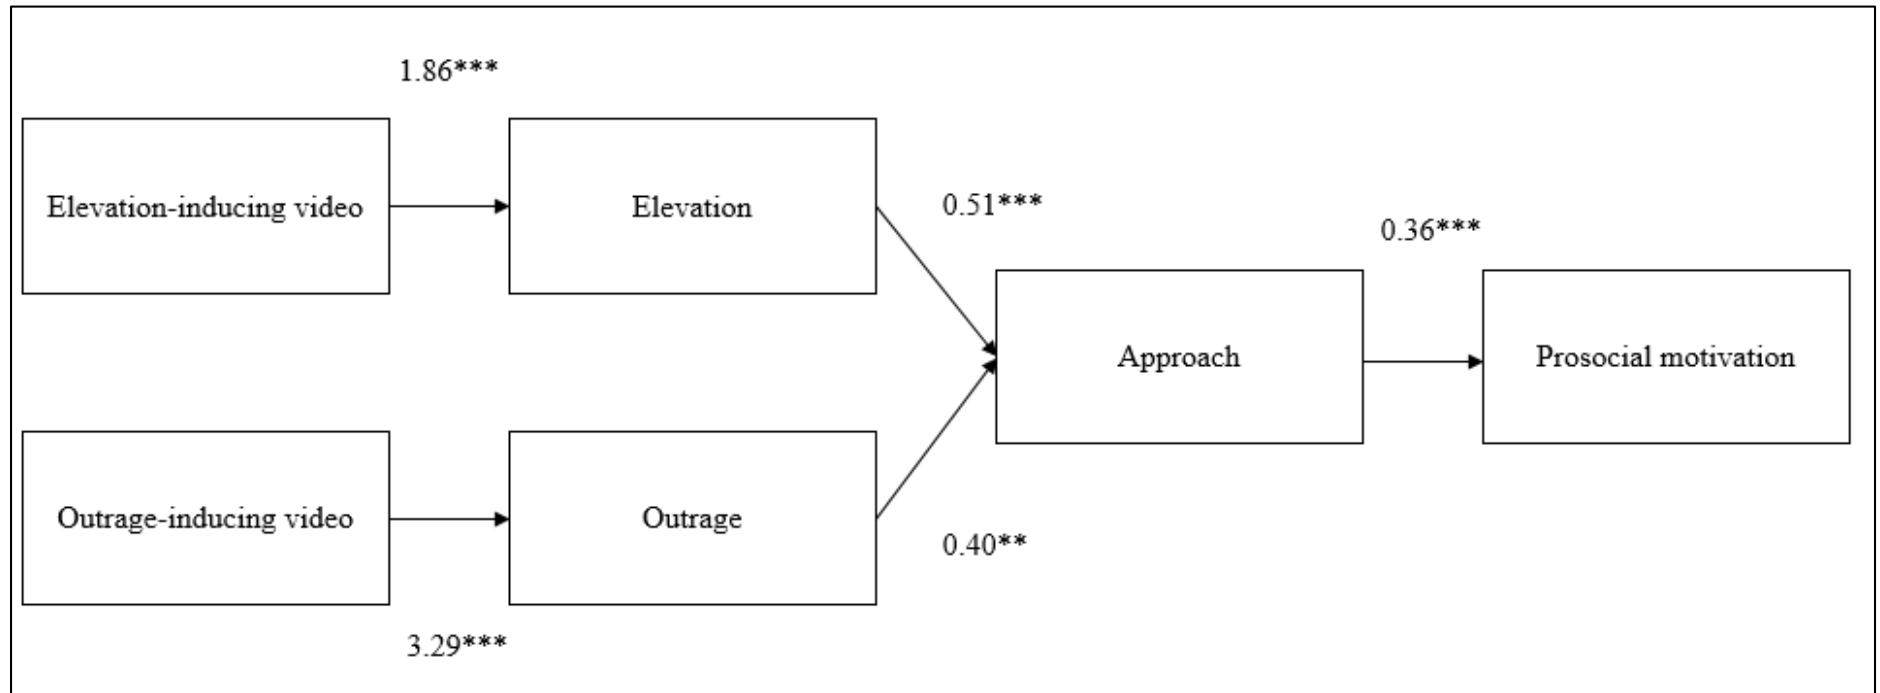 1.86***
Elevation-inducing video
Elevation
0.51***
0.36***
Approach
Prosocial motivation
Outrage-inducing video
Outrage
0.40**
3.29***